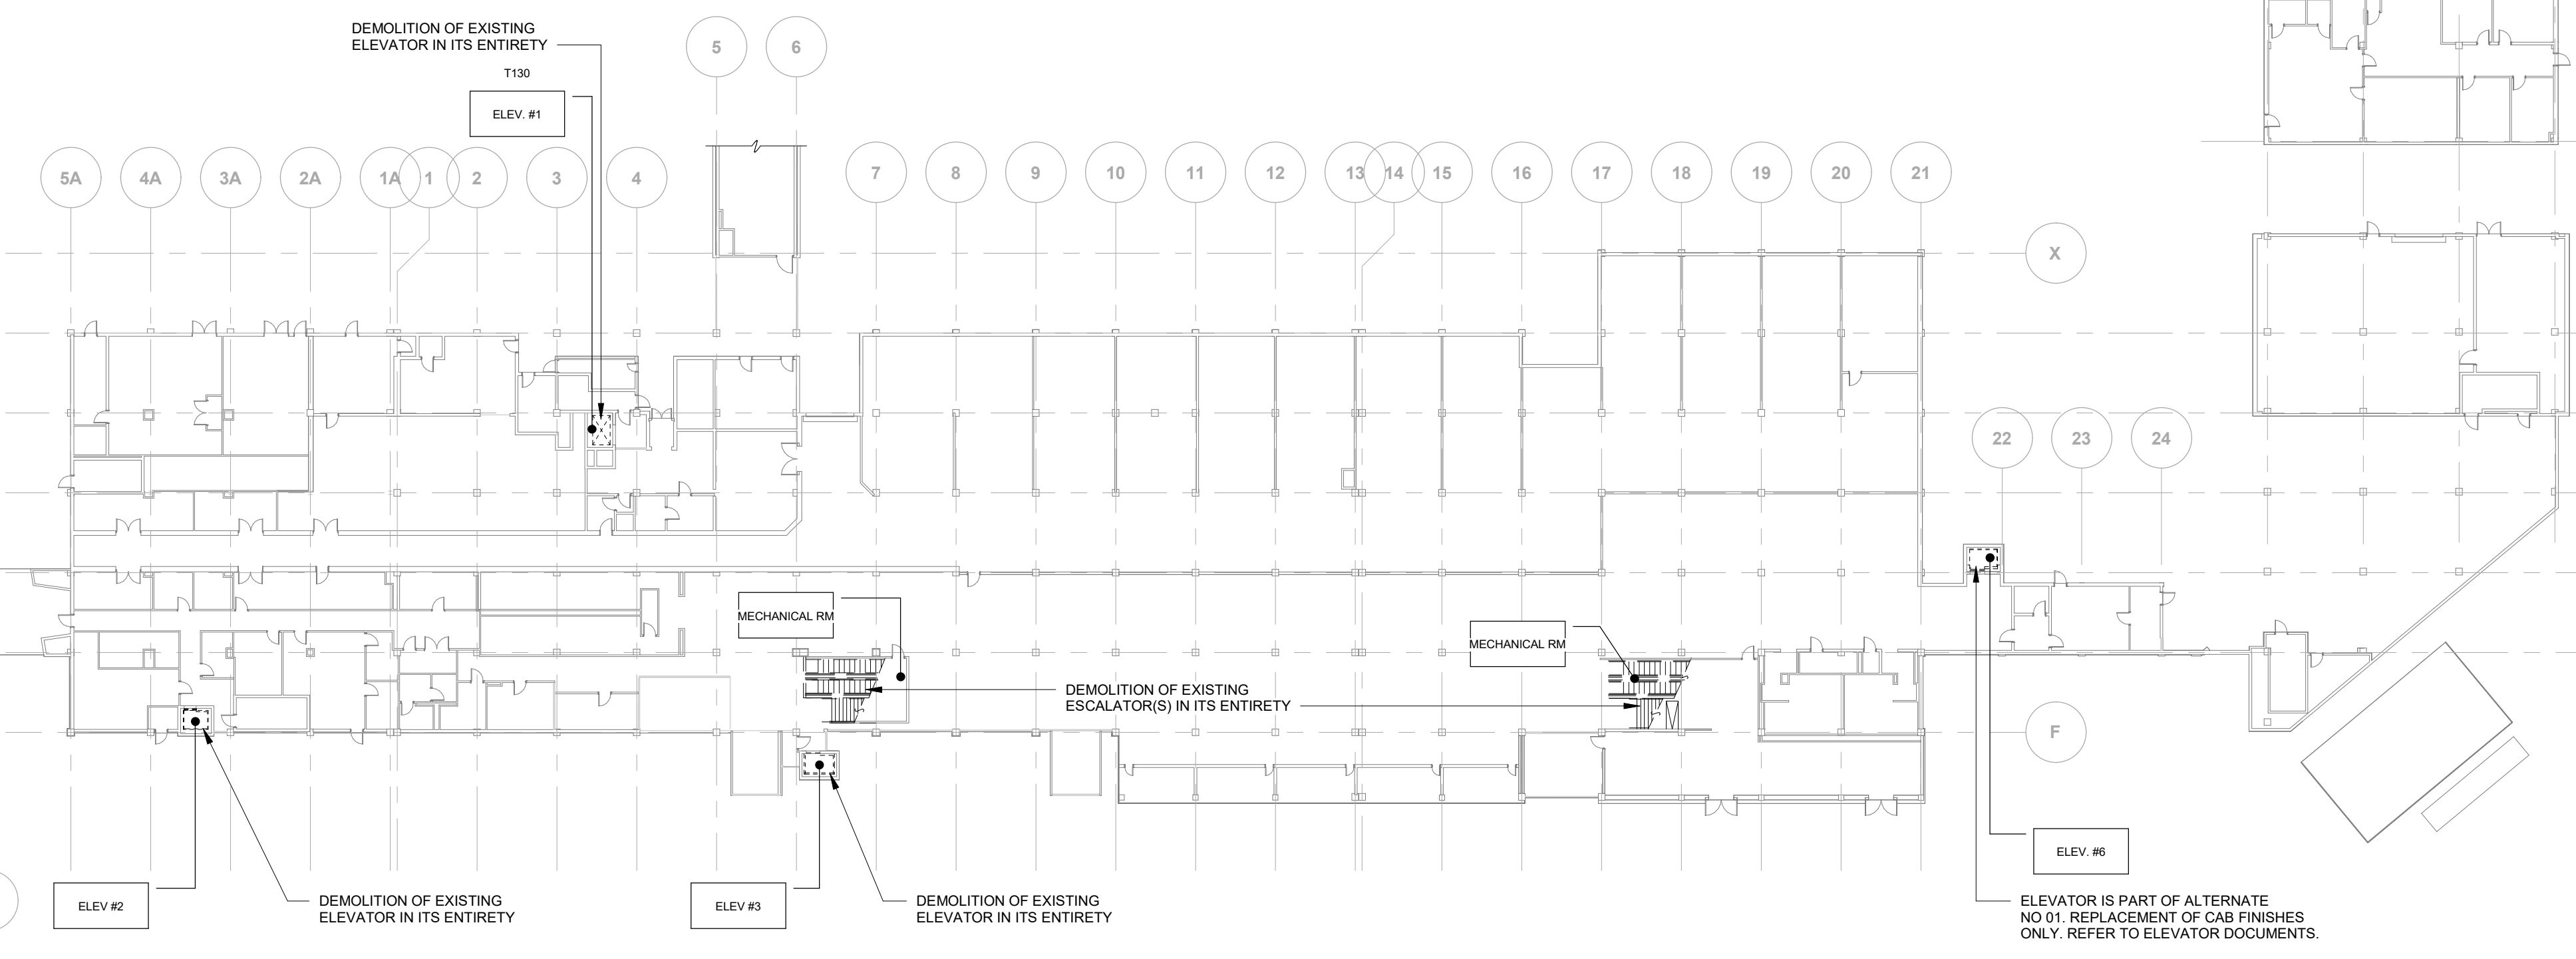 DEMOLITION OF EXISTING
ELEVATOR IN ITS ENTIRETY
T130
ELEV. #1
5
6
5A
4A
3A
2A
1A
1
2
3
4
7
8
9
10
11
12
13
14
15
16
17
18
19
20
21
X
22
23
24
MECHANICAL RM
MECHANICAL RM
DEMOLITION OF EXISTING
ESCALATOR(S) IN ITS ENTIRETY
F
ELEV #2
DEMOLITION OF EXISTING
ELEVATOR IN ITS ENTIRETY
ELEV #3
DEMOLITION OF EXISTING
ELEVATOR IN ITS ENTIRETY
ELEV. #6
ELEVATOR IS PART OF ALTERNATE
NO 01. REPLACEMENT OF CAB FINISHES
ONLY. REFER TO ELEVATOR DOCUMENTS.